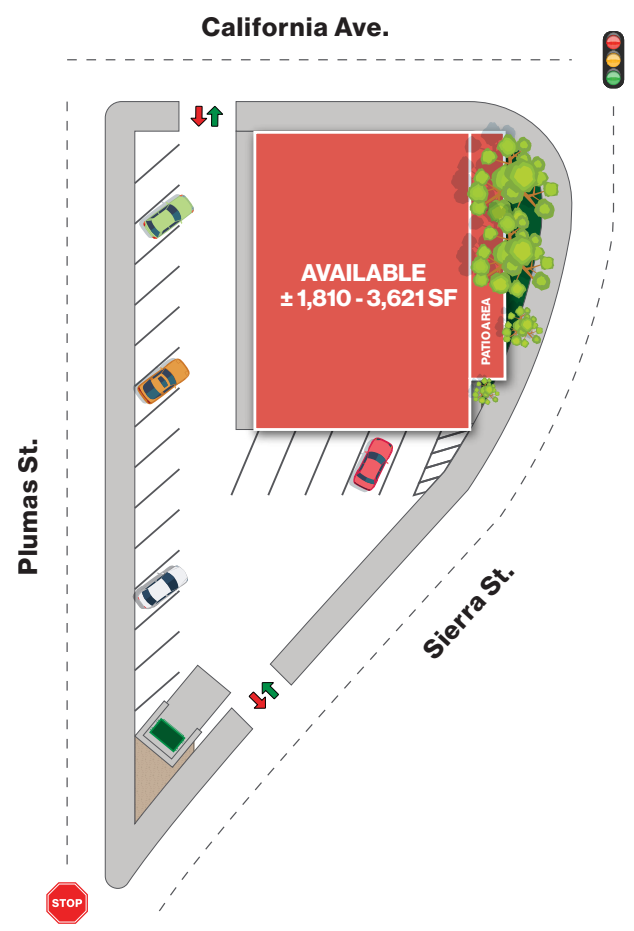 California Ave.
AVAILABLE
± 1,810 - 3,621 SF
PATIO AREA
Plumas St.
Sierra St.
STOP